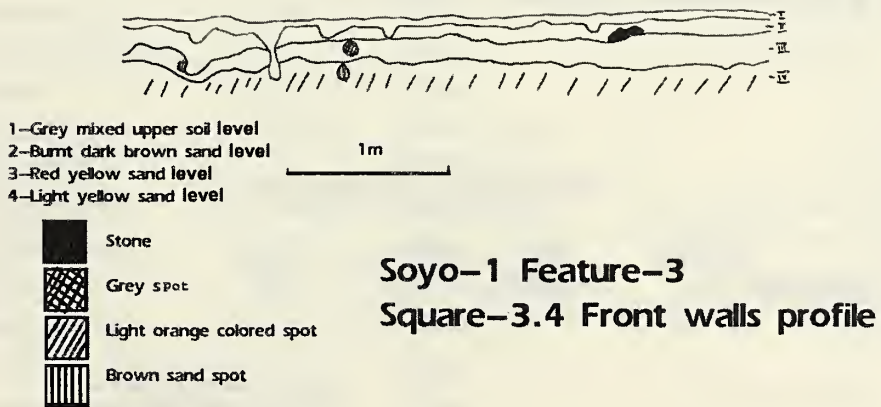 I
II
III
IV
1-Grey mixed upper soil level
2-Burnt dark brown sand level
3-Red yellow sand level
4-Light yellow sand level
1m
Stone
Grey spot
Light orange colored spot
Brown sand spot
Soyo-1 Feature-3
Square-3.4 Front walls profile